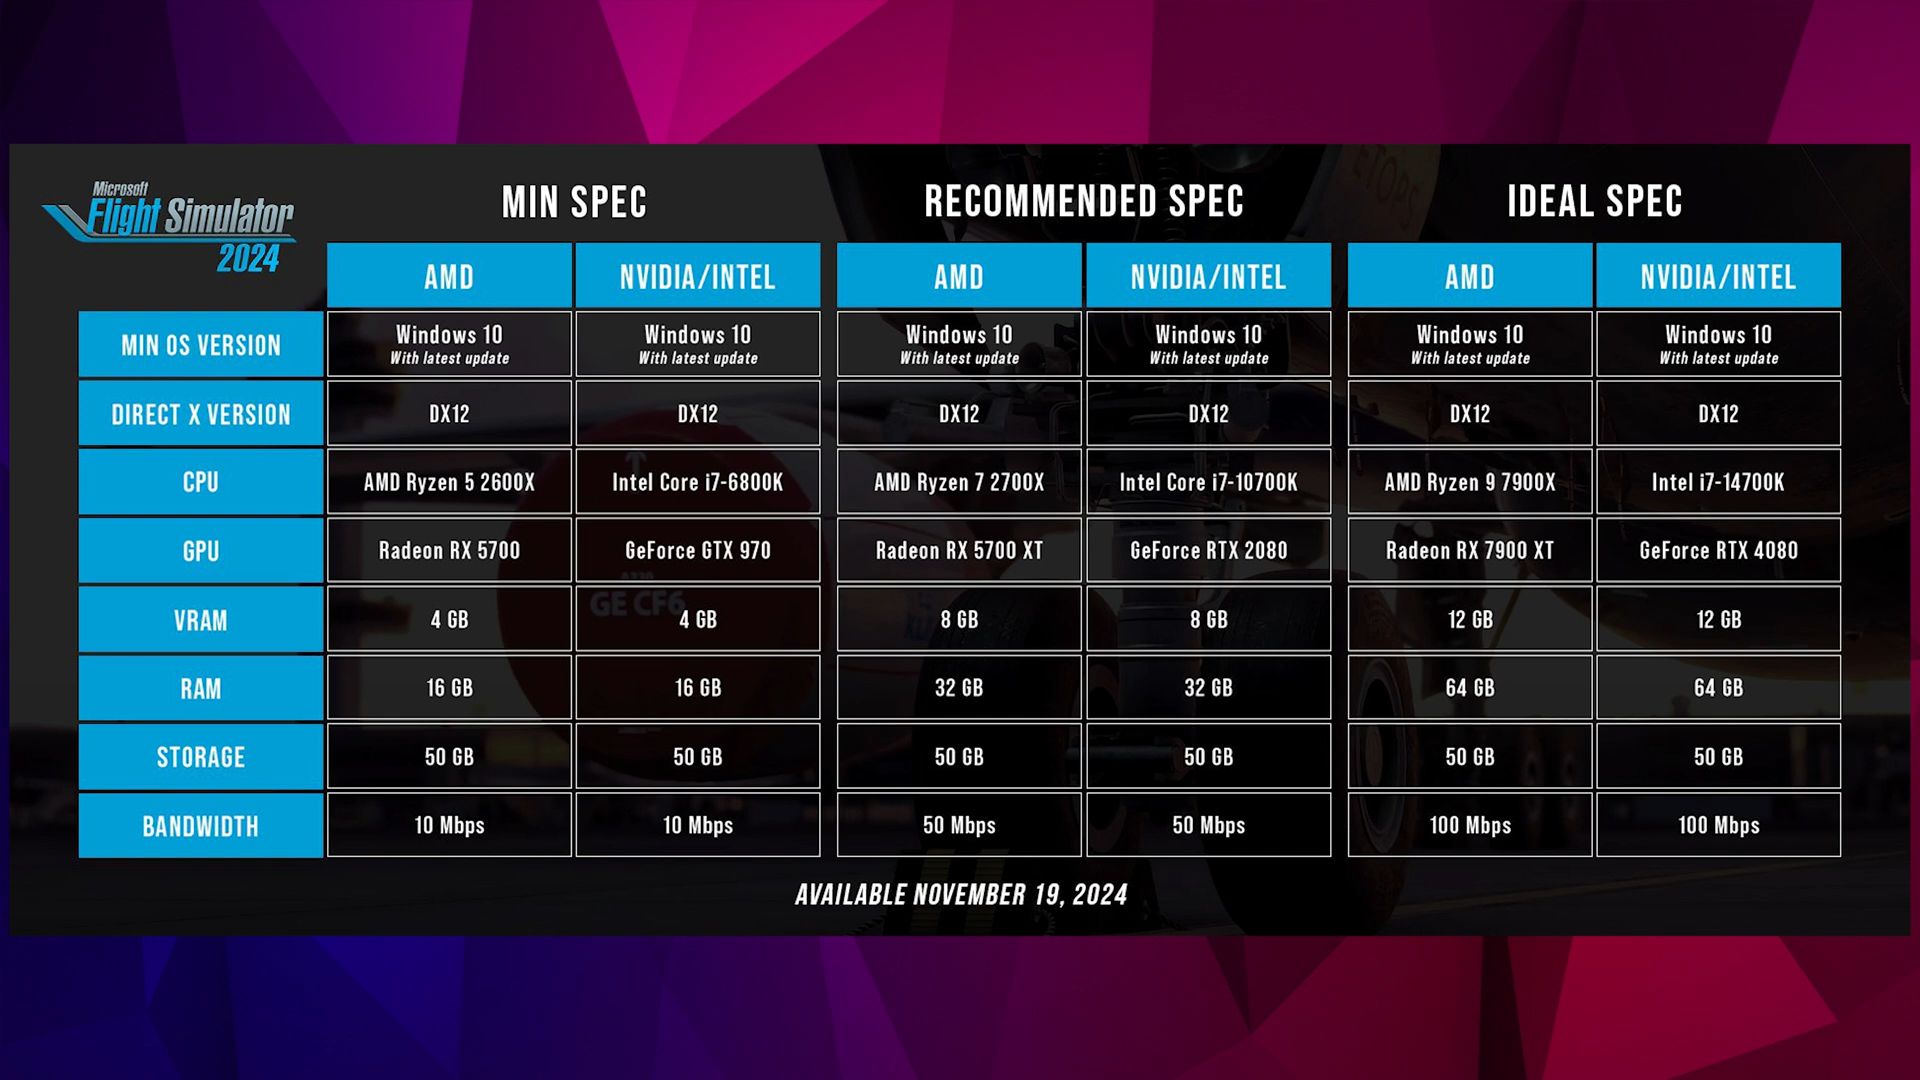 Microsoft
Flight Simulator
2024
MIN SPEC RECOMMENDED SPEC IDEAL SPEC
AMD NVIDIA/INTEL AMD NVIDIA/INTEL AMD NVIDIA/INTEL
MIN OS VERSION Windows 10 Windows 10 Windows 10 Windows 10 Windows 10 Windows 10
With latest update With latest update With latest update With latest update With latest update With latest update
DIRECT X VERSION DX12 DX12 DX12 DX12 DX12 DX12
CPU AMD Ryzen 5 2600X Intel Core i7-6800K AMD Ryzen 7 2700X Intel Core i7-10700K AMD Ryzen 9 7900X Intel i7-14700K
GPU Radeon RX 5700 GeForce GTX 970 Radeon RX 5700 XT GeForce RTX 2080 Radeon RX 7900 XT GeForce RTX 4080
VRAM 4 GB 4 GB 8 GB 8 GB 12 GB 12 GB
RAM 16 GB 16 GB 32 GB 32 GB 64 GB 64 GB
STORAGE 50 GB 50 GB 50 GB 50 GB 50 GB 50 GB
BANDWIDTH 10 Mbps 10 Mbps 50 Mbps 50 Mbps 100 Mbps 100 Mbps
AVAILABLE NOVEMBER 19, 2024
ETOPS
A330
GE CF6